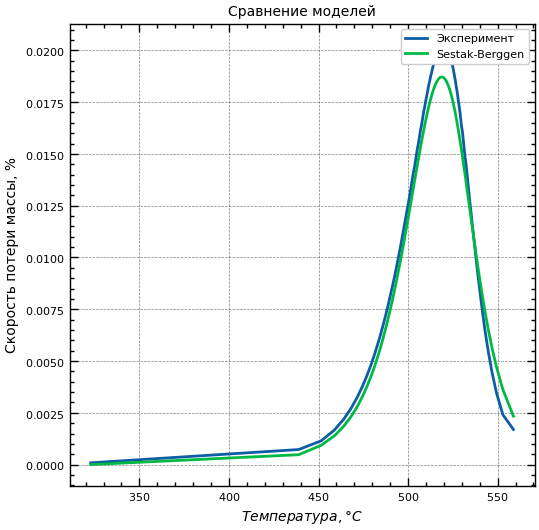 Сравнение моделей
Эксперимент
Sestak-Berggen
Скорость потери массы, %
0.0200
0.0175
0.0150
0.0125
0.0100
0.0075
0.0050
0.0025
0.0000
350
400
450
500
550
Температура, °C